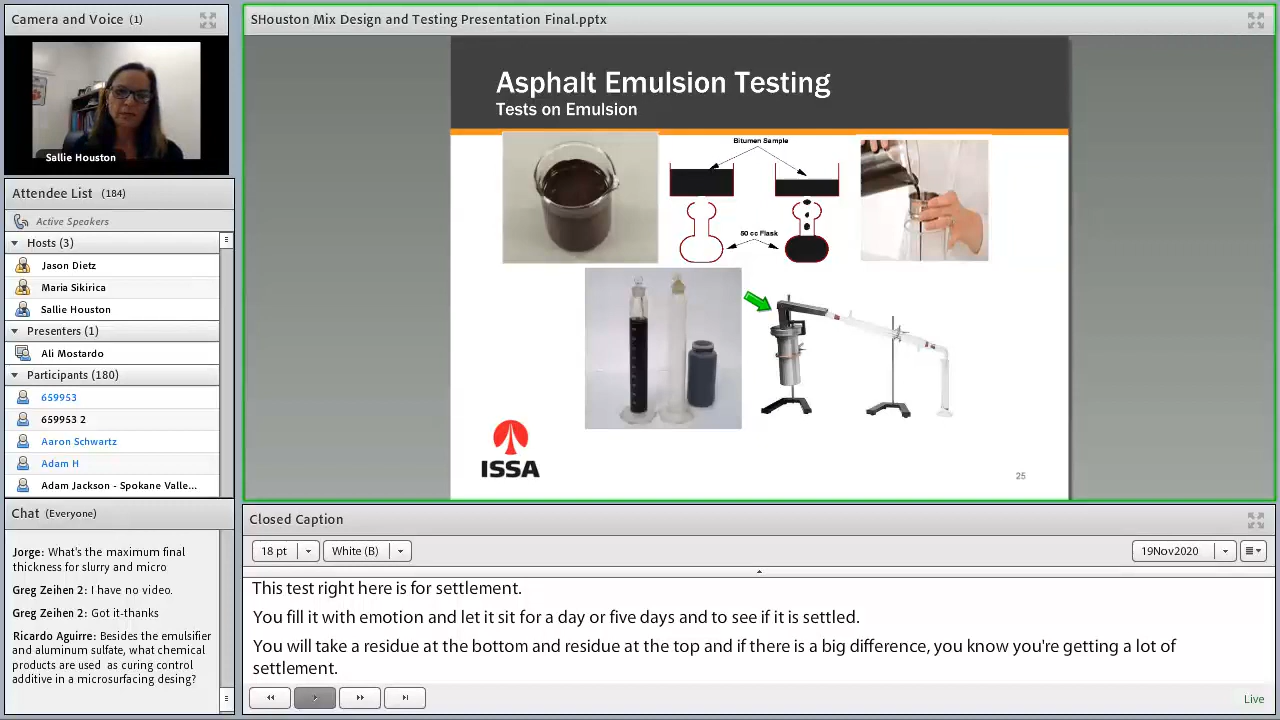 Camera and Voice (1)
Sallie Houston
Attendee List (184)
Active Speakers
Hosts (3)
Jason Dietz
Maria Sikirica
Sallie Houston
Presenters (1)
Ali Mostardo
Participants (180)
659953
659953 2
Aaron Schwartz
Adam H
Adam Jackson - Spokane Valle...
Chat (Everyone)
Jorge: What's the maximum final
thickness for slurry and micro
Greg Zeihen 2: I have no video.
Greg Zeihen 2: Got it-thanks
Ricardo Aguirre: Besides the emulsifier
and aluminum sulfate, what chemical
products are used as curing control
additive in a microsurfacing desing?
SHouston Mix Design and Testing Presentation Final.pptx
Asphalt Emulsion Testing
Tests on Emulsion
Bitumen Sample
50 cc Flask
ISSA
25
Closed Caption
18 pt
White (B)
19Nov2020
This test right here is for settlement.
You fill it with emotion and let it sit for a day or five days and to see if it is settled.
You will take a residue at the bottom and residue at the top and if there is a big difference, you know you're getting a lot of
settlement.
Live